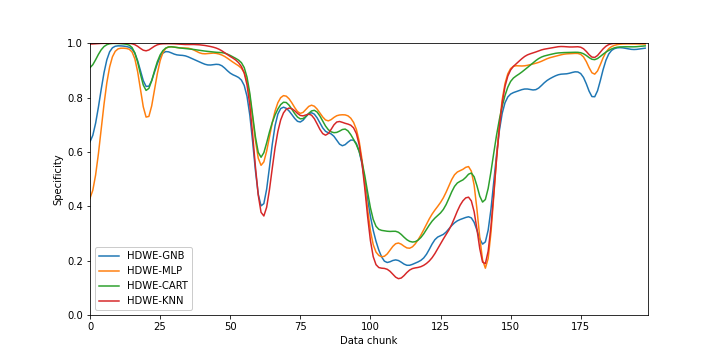 1.0
0.8
0.6
0.4
0.2
0.0
Specificity
HDWE-GNB
HDWE-MLP
HDWE-CART
HDWE-KNN
0 25 50 75 100 125 150 175
Data chunk